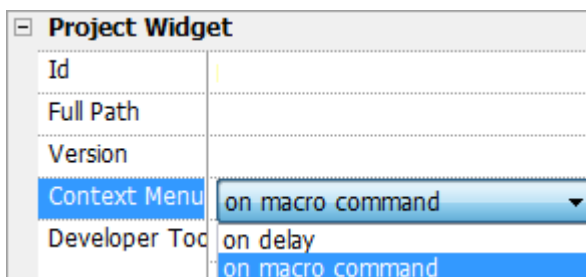 Project Widget
Id
Full Path
Version
Context Menu on macro command
Developer Too on delay
on macro command